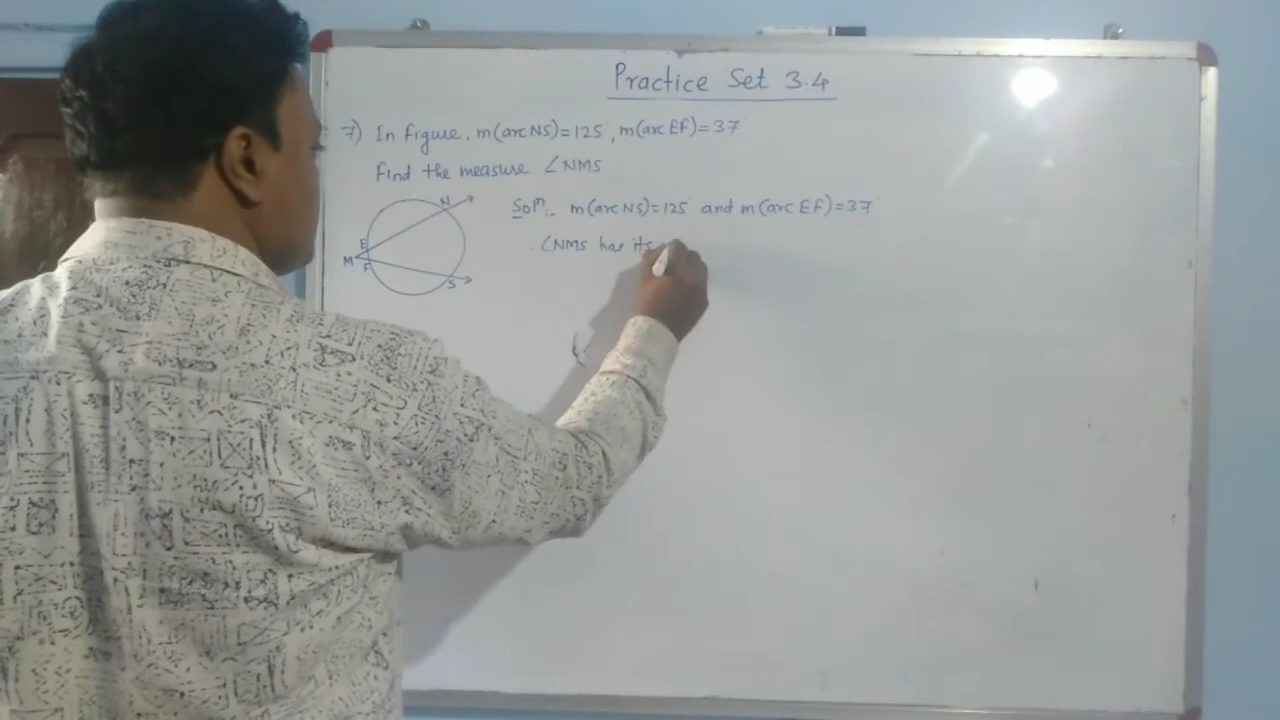 Practice Set 3.4
7) In figure, m(arc NS)=125°, m(arc EF)=37°
Find the measure ∠NMS
N
E
M
F
S
Solⁿ:- m(arc NS)=125° and m(arc EF)=37°
∠NMS has its